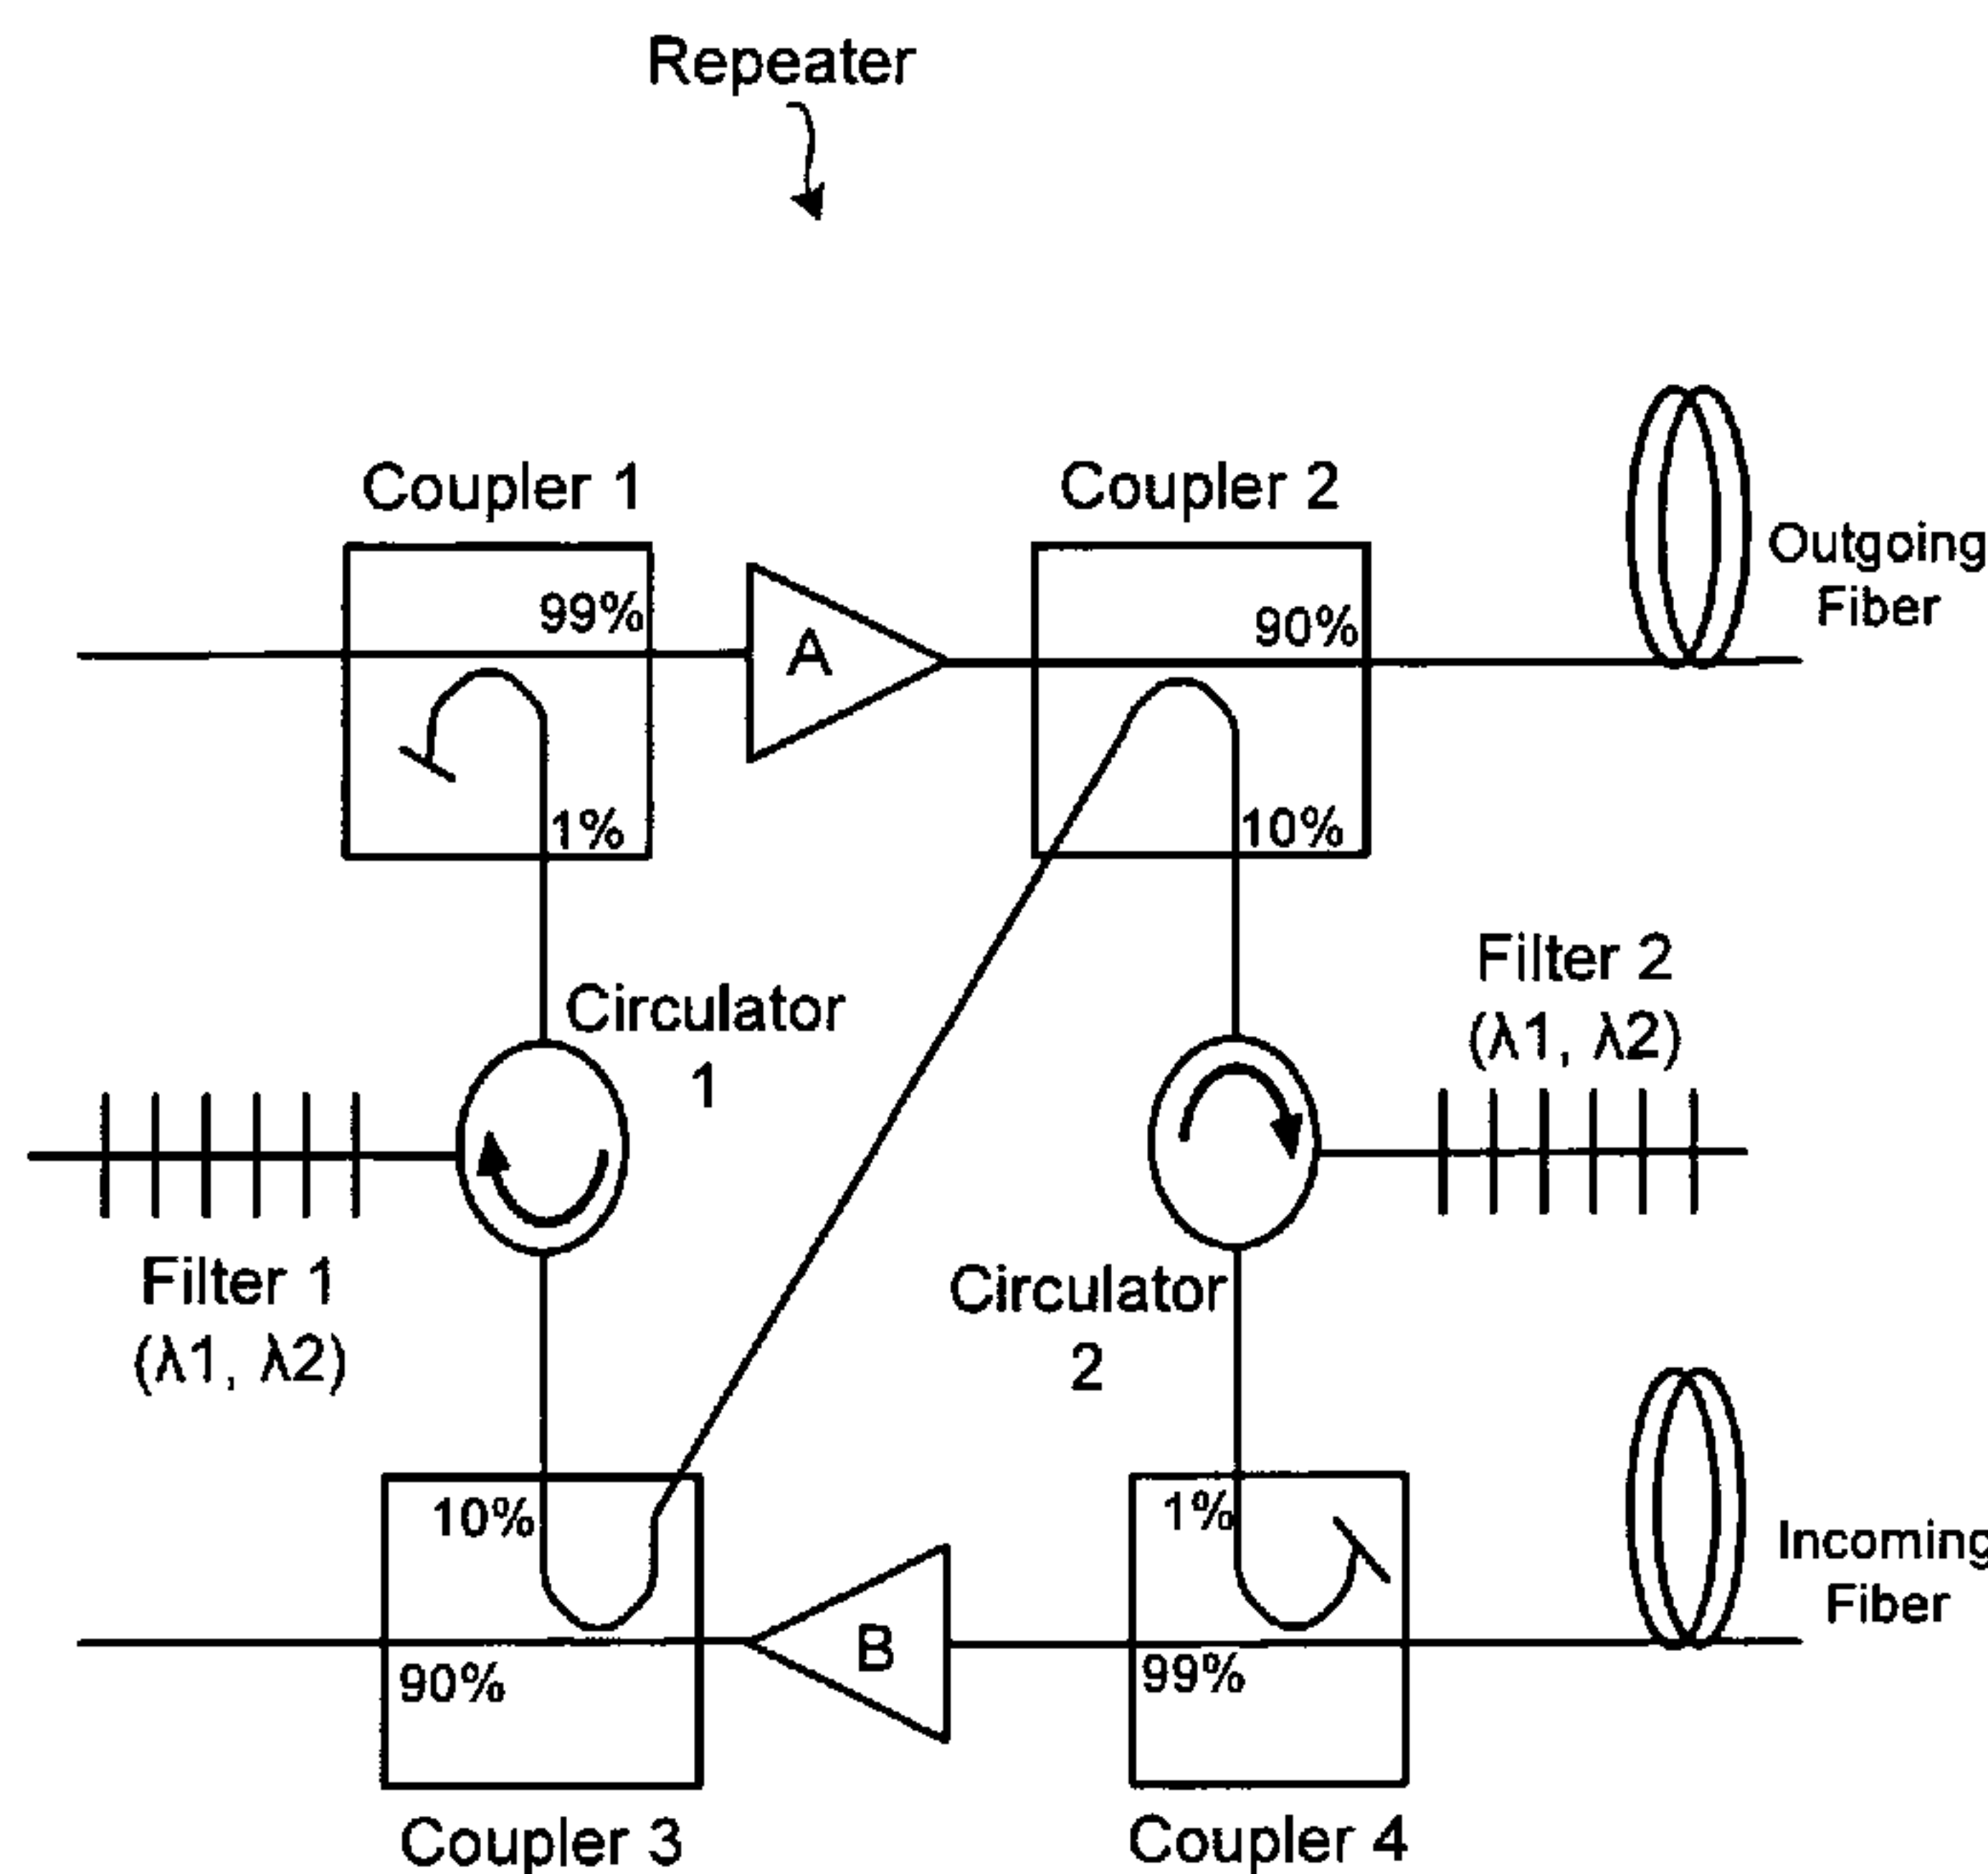 Repeater
Coupler 1
Coupler 2
Outgoing
Fiber
99%
A
90%
1%
10%
Circulator
1
Filter 2
(λ1, λ2)
Filter 1
(λ1, λ2)
Circulator
2
10%
1%
Incoming
Fiber
90%
B
99%
Coupler 3
Coupler 4